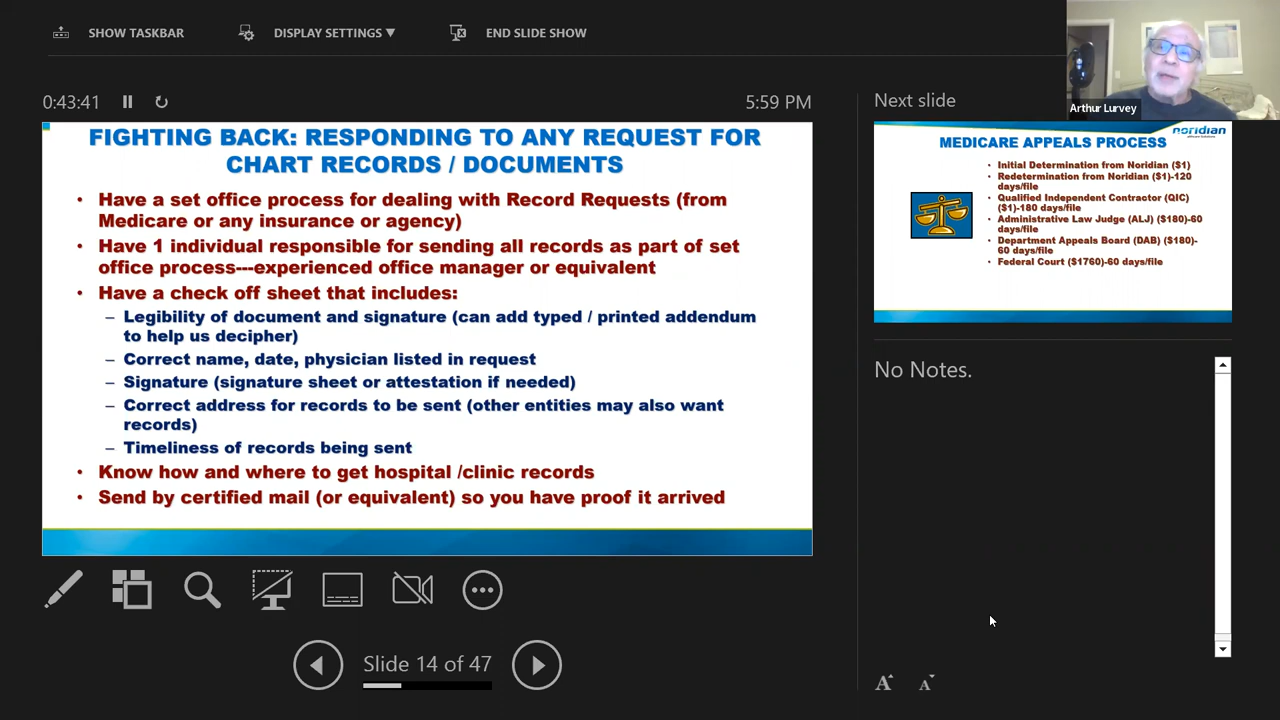 SHOW TASKBAR
DISPLAY SETTINGS ▼
END SLIDE SHOW
Arthur Lurvey
0:43:41
5:59 PM
FIGHTING BACK: RESPONDING TO ANY REQUEST FOR
CHART RECORDS / DOCUMENTS
• Have a set office process for dealing with Record Requests (from
Medicare or any insurance or agency)
• Have 1 individual responsible for sending all records as part of set
office process---experienced office manager or equivalent
• Have a check off sheet that includes:
– Legibility of document and signature (can add typed / printed addendum
to help us decipher)
– Correct name, date, physician listed in request
– Signature (signature sheet or attestation if needed)
– Correct address for records to be sent (other entities may also want
records)
– Timeliness of records being sent
• Know how and where to get hospital /clinic records
• Send by certified mail (or equivalent) so you have proof it arrived
Slide 14 of 47
Next slide
noridian
MEDICARE APPEALS PROCESS
• Initial Determination from Noridian ($1)
• Redetermination from Noridian ($1)-120
days/file
• Qualified Independent Contractor (QIC)
($1)-180 days/file
• Administrative Law Judge (ALJ) ($180)-60
days/file
• Department Appeals Board (DAB) ($180)-
60 days/file
• Federal Court ($1760)-60 days/file
No Notes.
A A